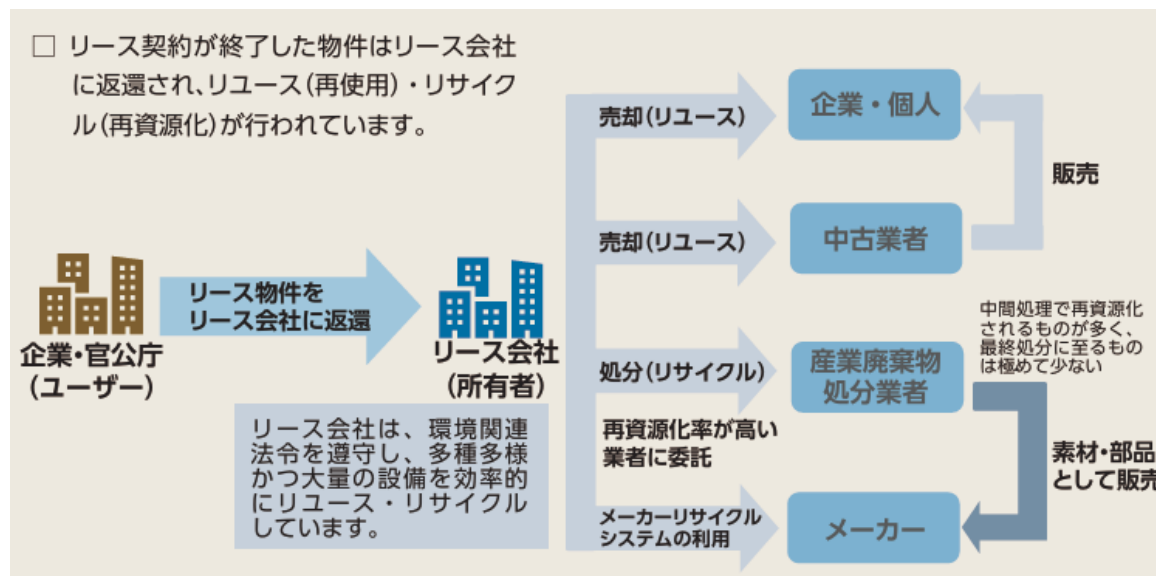 □ リース契約が終了した物件はリース会社
に返還され、リユース(再使用)・リサイク
ル(再資源化)が行われています。
企業・官公庁
(ユーザー)
リース物件を
リース会社に返還
リース会社
(所有者)
リース会社は、環境関連
法令を遵守し、多種多様
かつ大量の設備を効率的
にリユース・リサイクル
しています。
売却(リユース)
企業・個人
販売
売却(リユース)
中古業者
処分(リサイクル)
産業廃棄物
処分業者
中間処理で再資源化
されるものが多く、
最終処分に至るもの
は極めて少ない
再資源化率が高い
業者に委託
素材・部品
として販売
メーカーリサイクル
システムの利用
メーカー